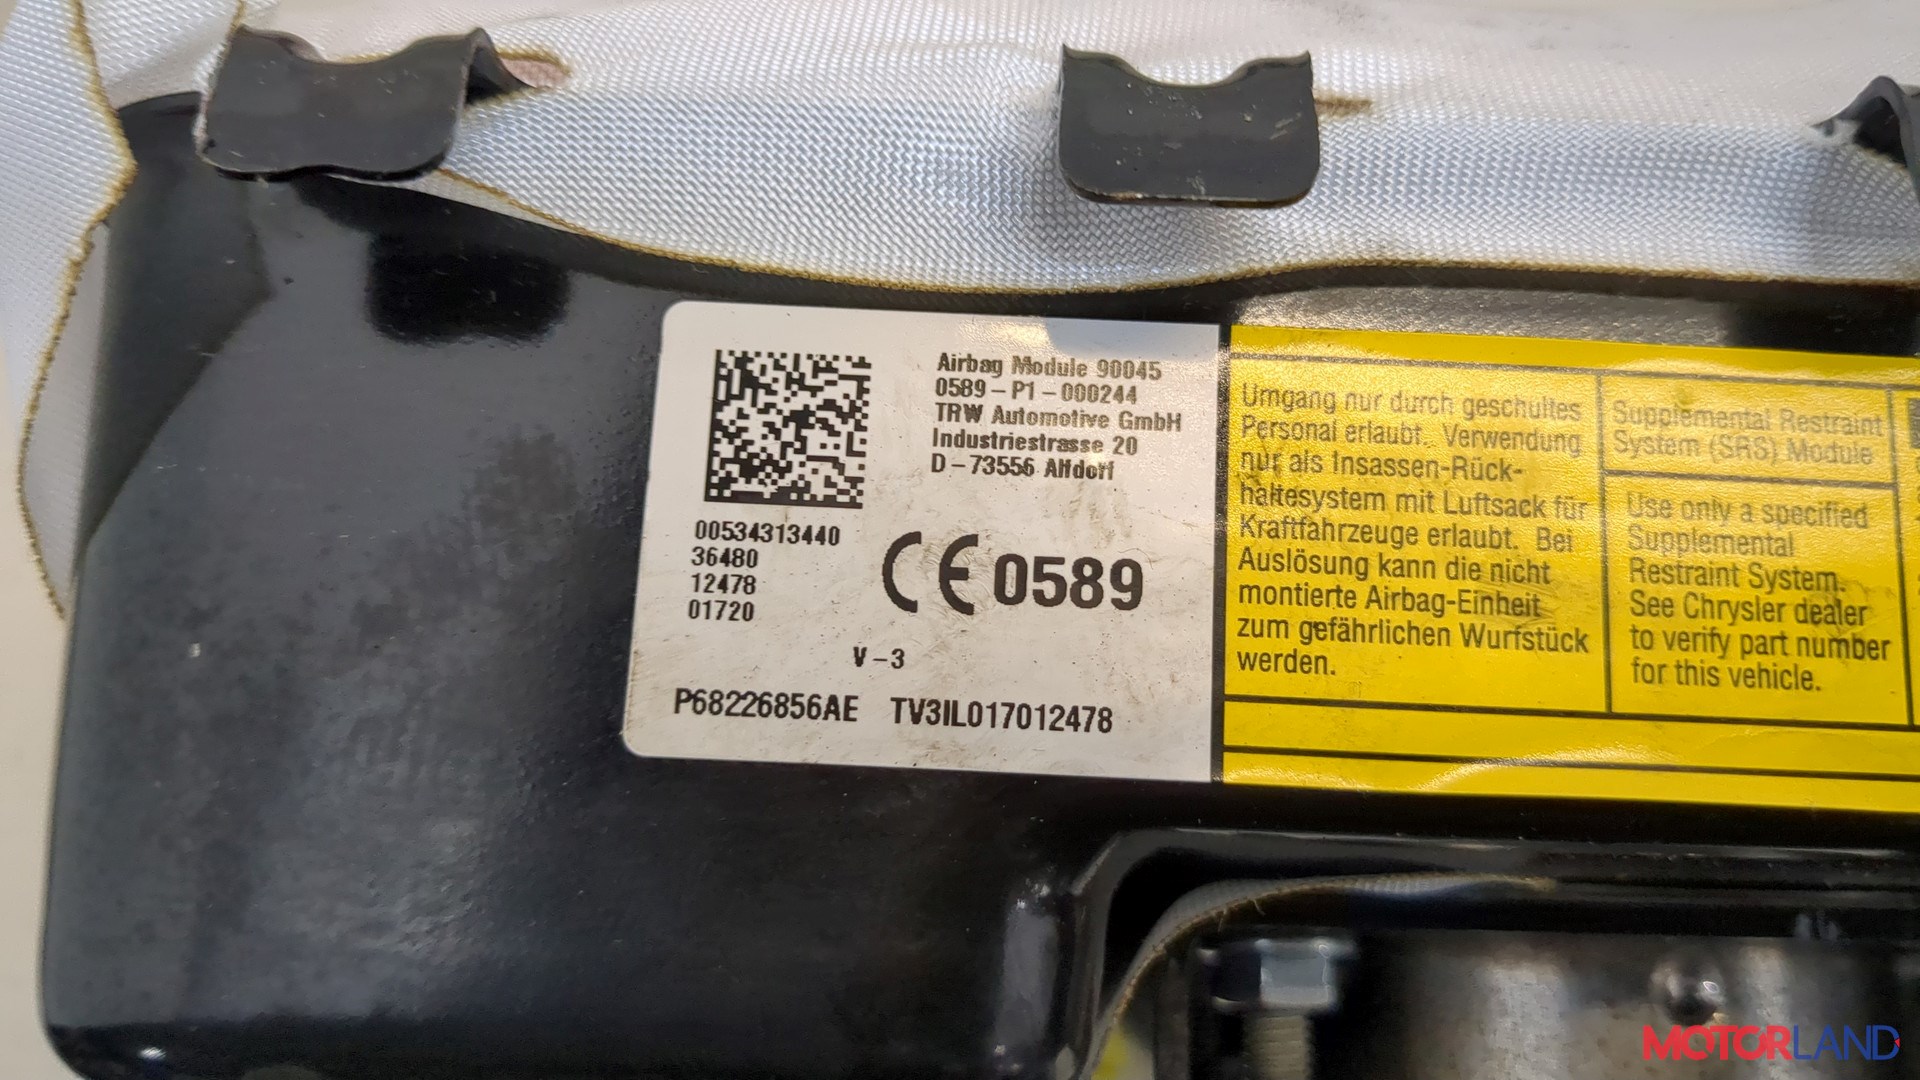 Airbag Module 90045
0589-P1-000244
TRW Automotive GmbH
Industriestrasse 20
D-73556 Alfdorf
00534313440
36480
12478
01720
CE 0589
V-3
P68226856AE TV3IL017012478
Umgang nur durch geschultes
Personal erlaubt. Verwendung
nur als Insassen-Rück-
haltesystem mit Luftsack für
Kraftfahrzeuge erlaubt. Bei
Auslösung kann die nicht
montierte Airbag-Einheit
zum gefährlichen Wurfstück
werden.
Supplemental Restraint
System (SRS) Module
Use only a specified
Supplemental
Restraint System.
See Chrysler dealer
to verify part number
for this vehicle.
MOTORLAND